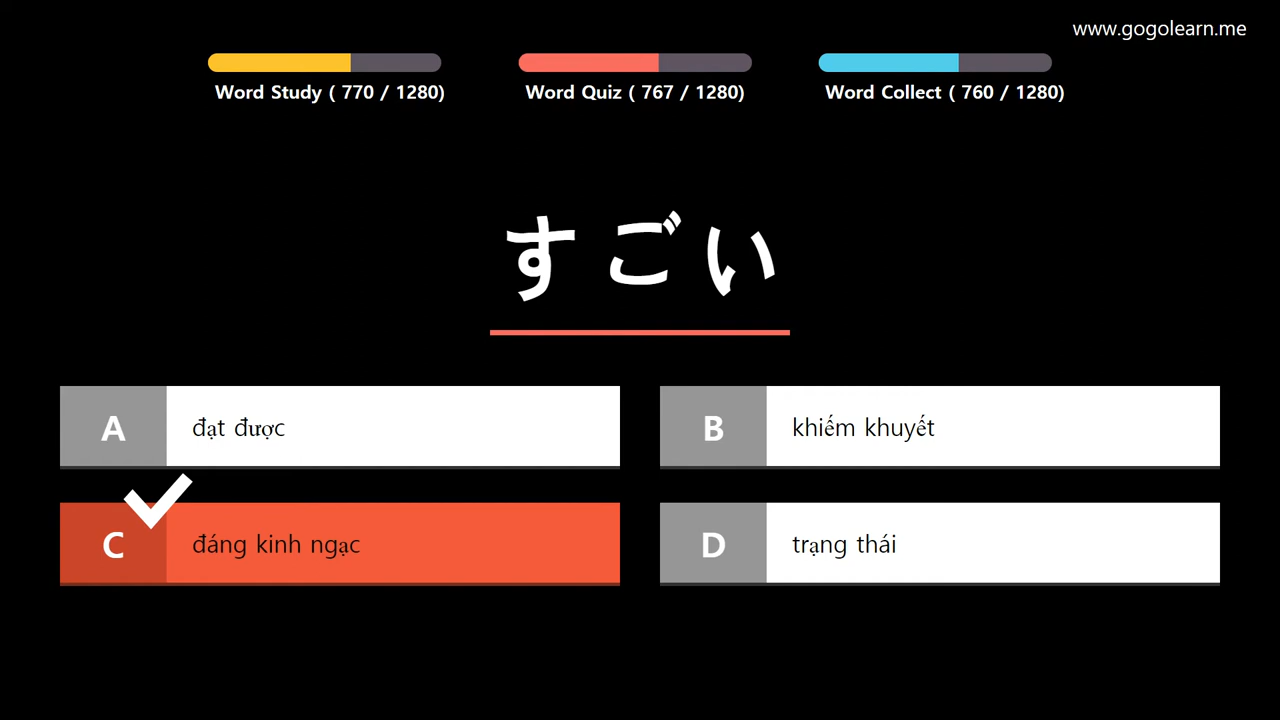 www.gogolearn.me
Word Study ( 770 / 1280)
Word Quiz ( 767 / 1280)
Word Collect ( 760 / 1280)
すごい
A đạt được
B khiếm khuyết
C đáng kinh ngạc
D trạng thái